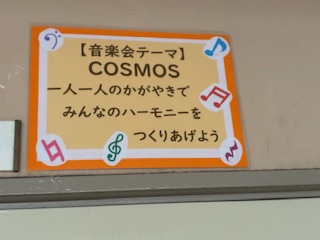 【音楽会テーマ】
COSMOS
一人一人のかがやきで
みんなのハーモニーを
つくりあげよう